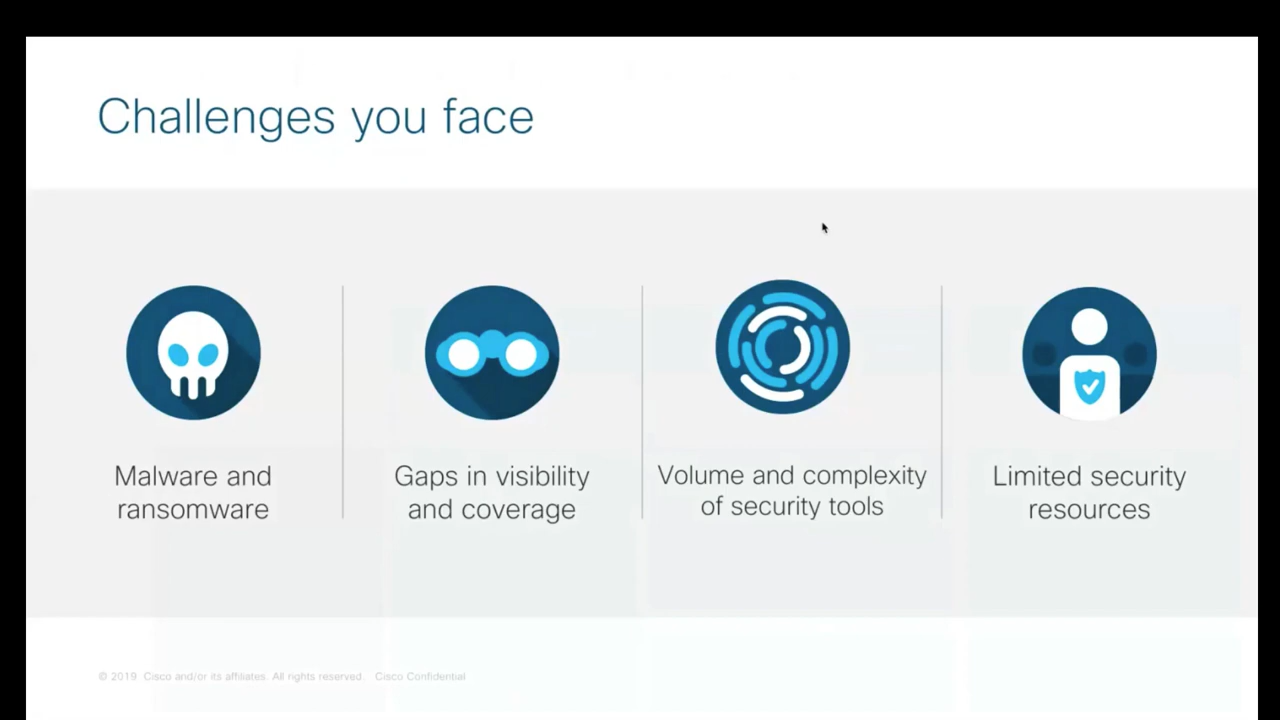 Challenges you face
Malware and
ransomware
Gaps in visibility
and coverage
Volume and complexity
of security tools
Limited security
resources
© 2019 Cisco and/or its affiliates. All rights reserved. Cisco Confidential